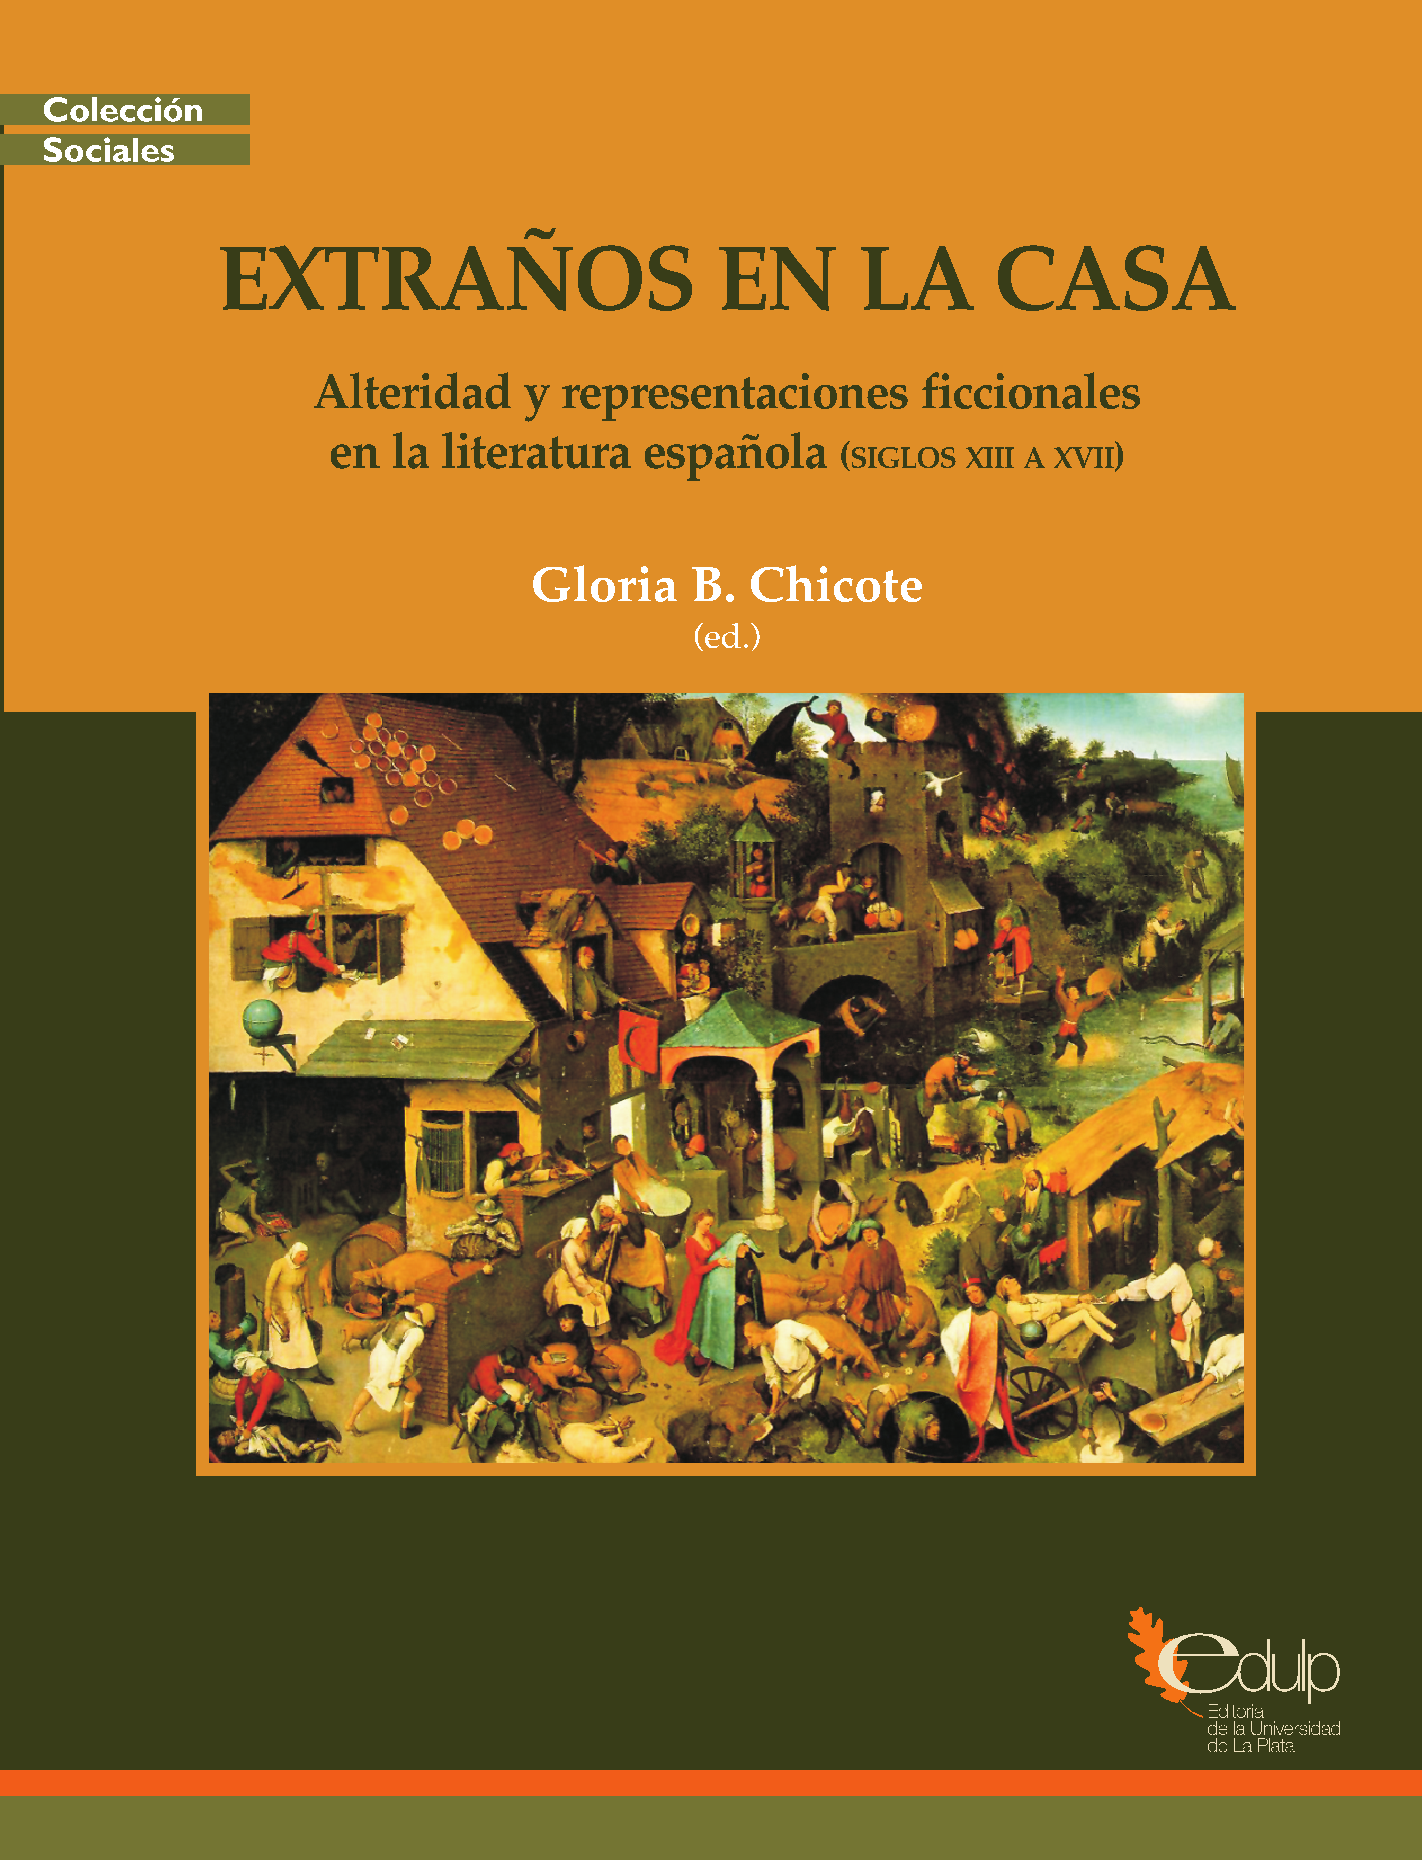 Colección
Sociales
EXTRAÑOS EN LA CASA
Alteridad y representaciones ficcionales
en la literatura española (SIGLOS XIII A XVII)
Gloria B. Chicote
(ed.)
edulp
Editoria
de la Universidad
de La Plata